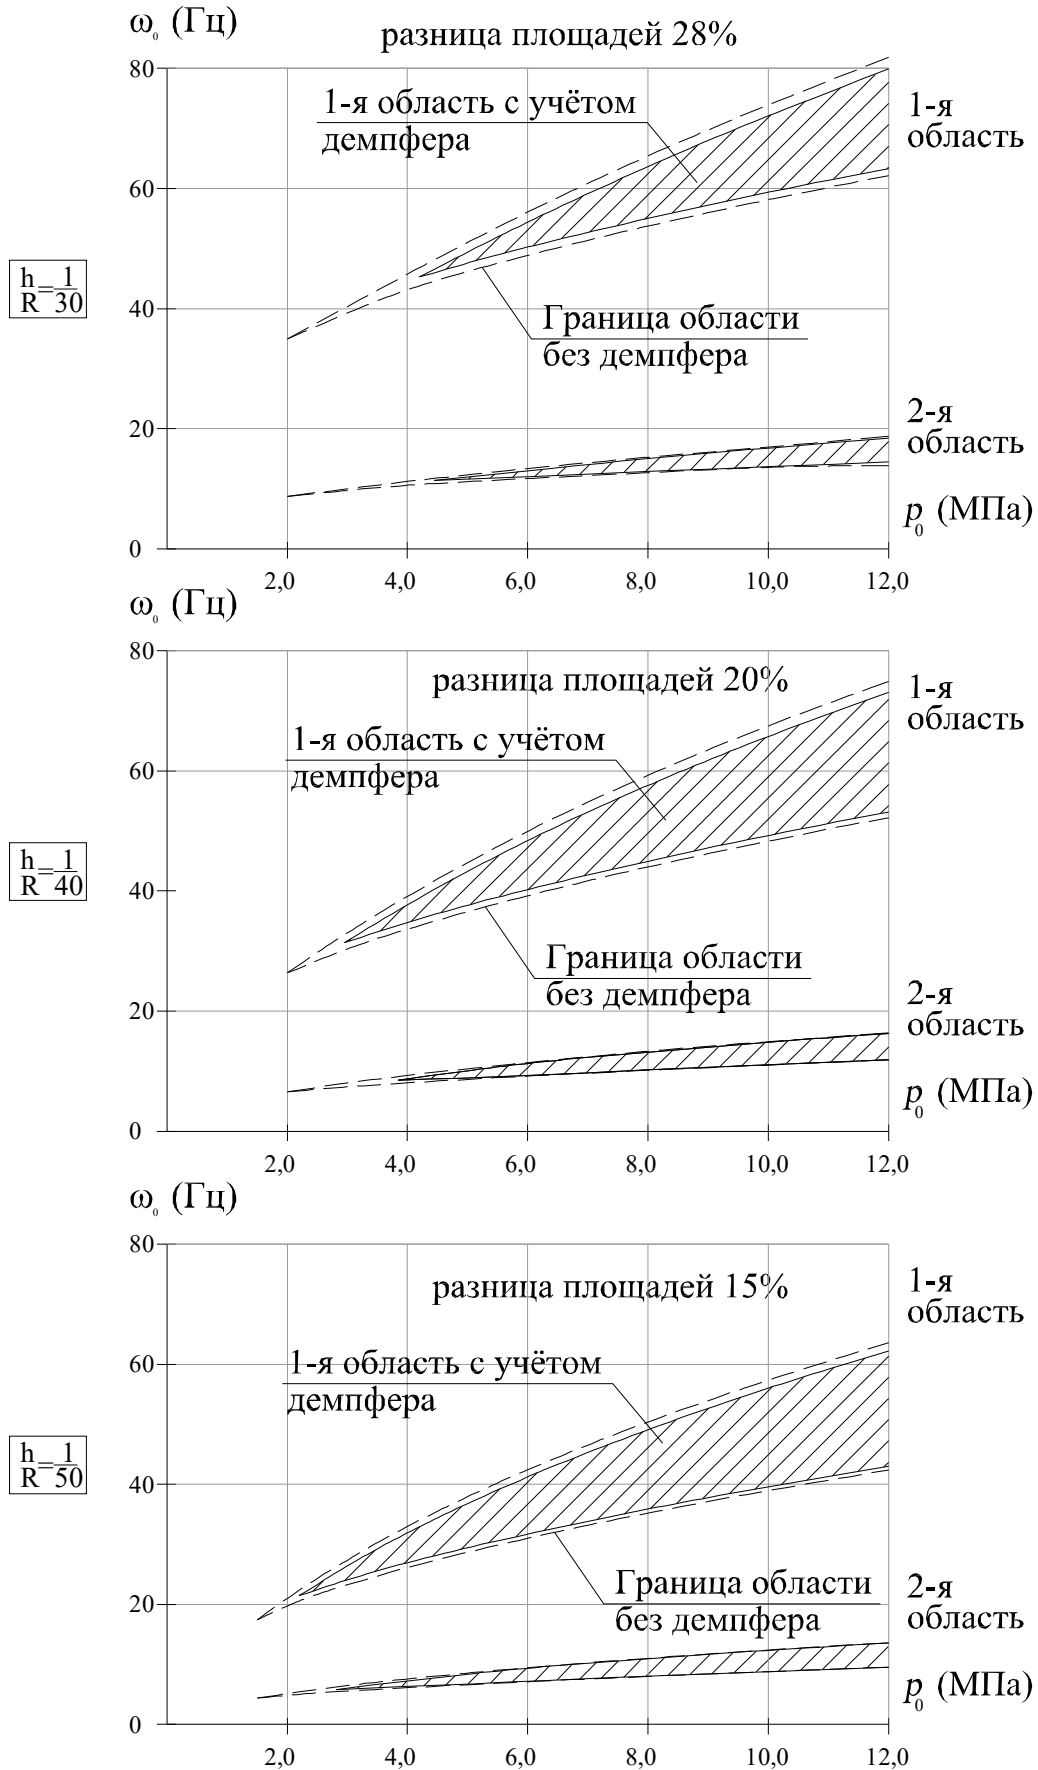 ω₀ (Гц)
разница площадей 28%
80
1-я область с учётом
демпфера
1-я
область
60
h/R=1/30
40
Граница области
без демпфера
20
2-я
область
p₀ (МПа)
0
2,0 4,0 6,0 8,0 10,0 12,0
ω₀ (Гц)
80
разница площадей 20%
1-я
область
1-я область с учётом
демпфера
60
h/R=1/40
40
Граница области
без демпфера
20
2-я
область
p₀ (МПа)
0
2,0 4,0 6,0 8,0 10,0 12,0
ω₀ (Гц)
80
разница площадей 15%
1-я
область
60
1-я область с учётом
демпфера
h/R=1/50
40
Граница области
без демпфера
20
2-я
область
p₀ (МПа)
0
2,0 4,0 6,0 8,0 10,0 12,0